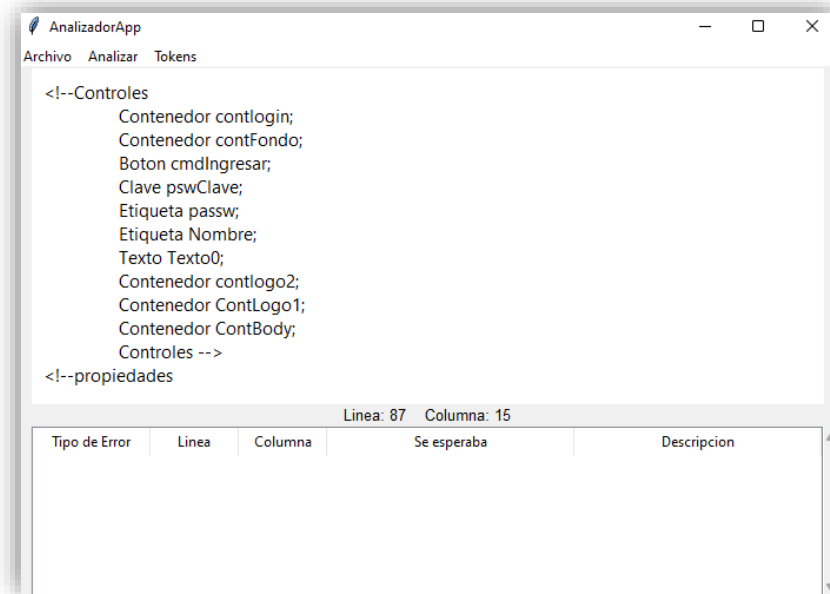 AnalizadorApp
Archivo Analizar Tokens
<!--Controles
Contenedor contlogin;
Contenedor contFondo;
Boton cmdIngresar;
Clave pswClave;
Etiqueta passw;
Etiqueta Nombre;
Texto Texto0;
Contenedor contlogo2;
Contenedor ContLogo1;
Contenedor ContBody;
Controles -->
<!--propiedades
Linea: 87 Columna: 15
Tipo de Error Linea Columna Se esperaba Descripcion